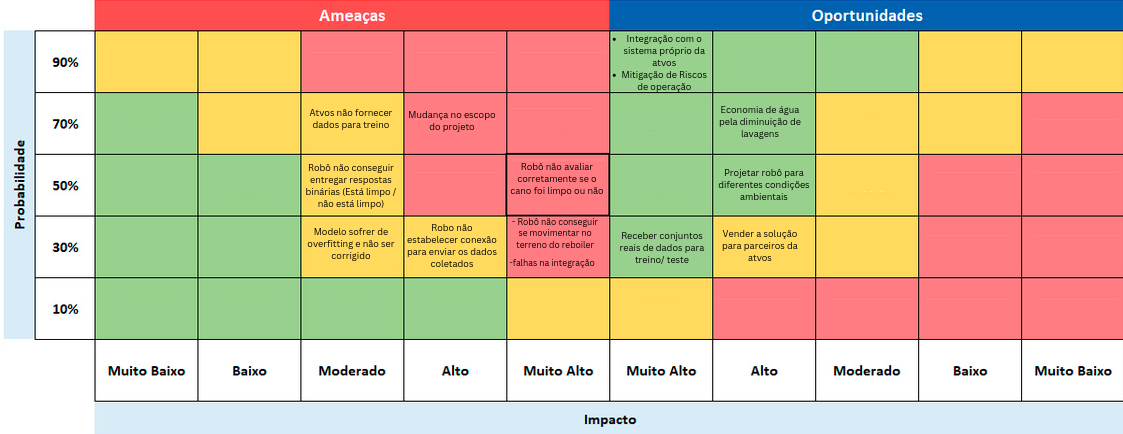 Ameaças
Oportunidades
Probabilidade
90%
• Integração com o
sistema próprio da
atvos
• Mitigação de Riscos
de operação
70%
Atvos não fornecer
dados para treino
Mudança no escopo
do projeto
Economia de água
pela diminuição de
lavagens
50%
Robô não conseguir
entregar respostas
binárias (Está limpo /
não está limpo)
Robô não avaliar
corretamente se o
cano foi limpo ou não
Projetar robô para
diferentes condições
ambientais
30%
Modelo sofrer de
overfitting e não ser
corrigido
Robo não
estabelecer conexão
para enviar os dados
coletados
- Robô não conseguir
se movimentar no
terreno do reboiler
-falhas na integração
Receber conjuntos
reais de dados para
treino/ teste
Vender a solução
para parceiros da
atvos
10%
Muito Baixo
Baixo
Moderado
Alto
Muito Alto
Muito Alto
Alto
Moderado
Baixo
Muito Baixo
Impacto